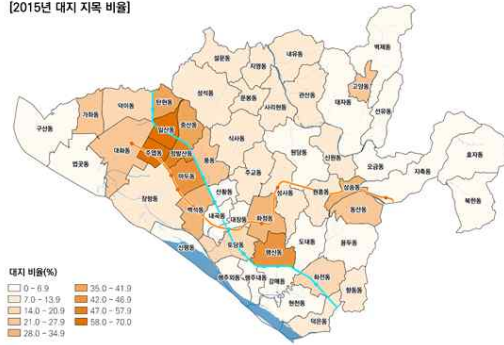 [2015년 대지 지목 비율]
설문동
지영동
내유동
벽제동
고양동
대자동
선유동
관산동
성석동
문봉동
사리현동
탄현동
덕이동
가좌동
구산동
법곳동
대화동
일산동
중산동
주엽동
정발산동
마두동
풍동
식사동
원당동
신원동
오금동
지축동
효자동
북한동
장항동
백석동
산황동
주교동
성사동
원흥동
삼송동
동산동
내곡동
대장동
화정동
신평동
토당동
행신동
도내동
용두동
행주외동
행주내동
강매동
화전동
향동동
현천동
덕은동
대지 비율(%)
0 - 6.9
35.0 - 41.9
7.0 - 13.9
42.0 - 46.9
14.0 - 20.9
47.0 - 57.9
21.0 - 27.9
58.0 - 70.0
28.0 - 34.9